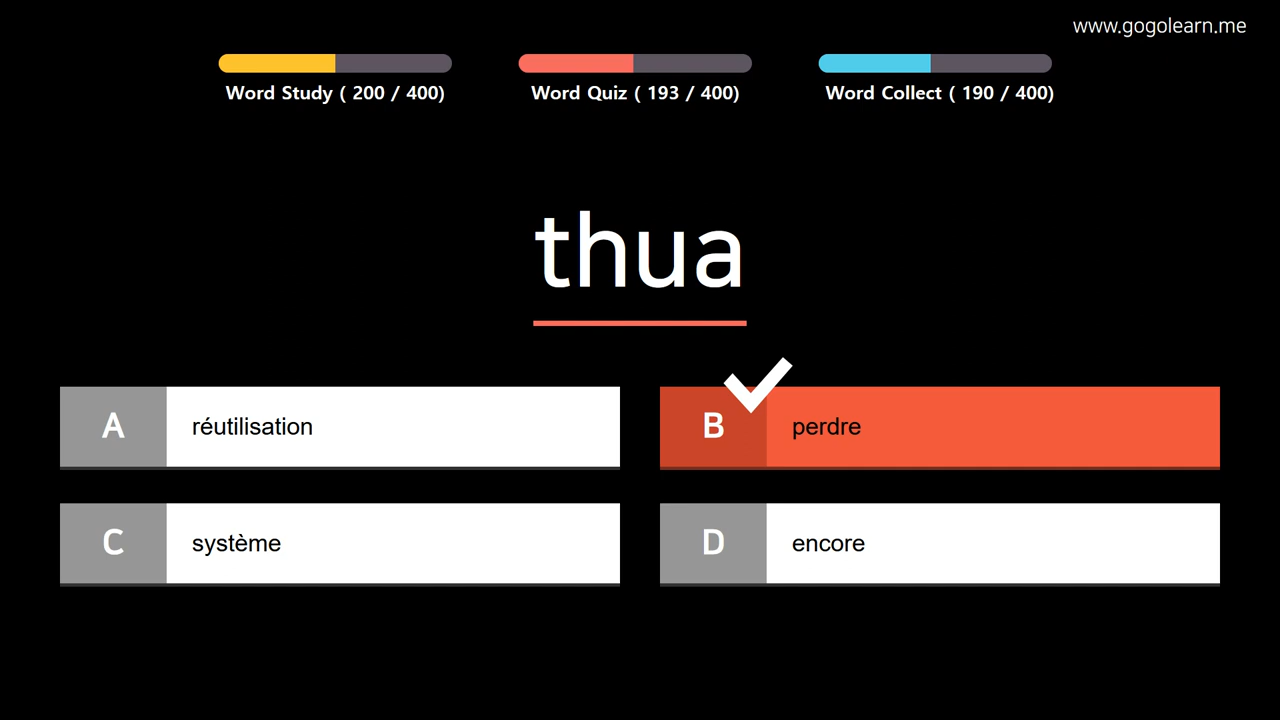 www.gogolearn.me
Word Study ( 200 / 400)
Word Quiz ( 193 / 400)
Word Collect ( 190 / 400)
thua
A réutilisation
B perdre
C système
D encore